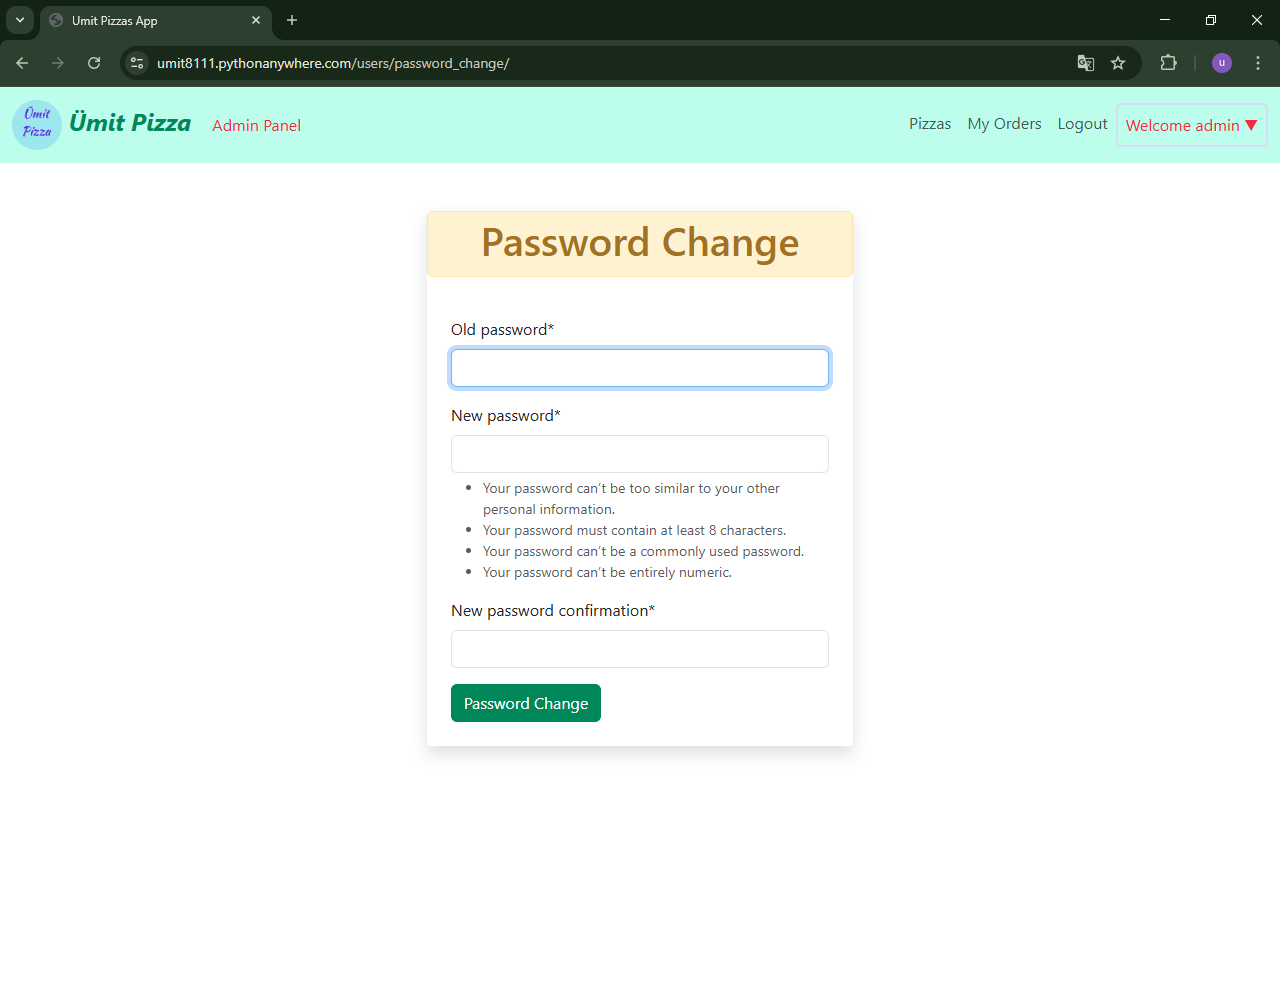 Umit Pizzas App
umit8111.pythonanywhere.com/users/password_change/
u
Ümit
Pizza
Ümit Pizza
Admin Panel
Pizzas
My Orders
Logout
Welcome admin ▼
Password Change
Old password*
New password*
Your password can’t be too similar to your other
personal information.
Your password must contain at least 8 characters.
Your password can’t be a commonly used password.
Your password can’t be entirely numeric.
New password confirmation*
Password Change